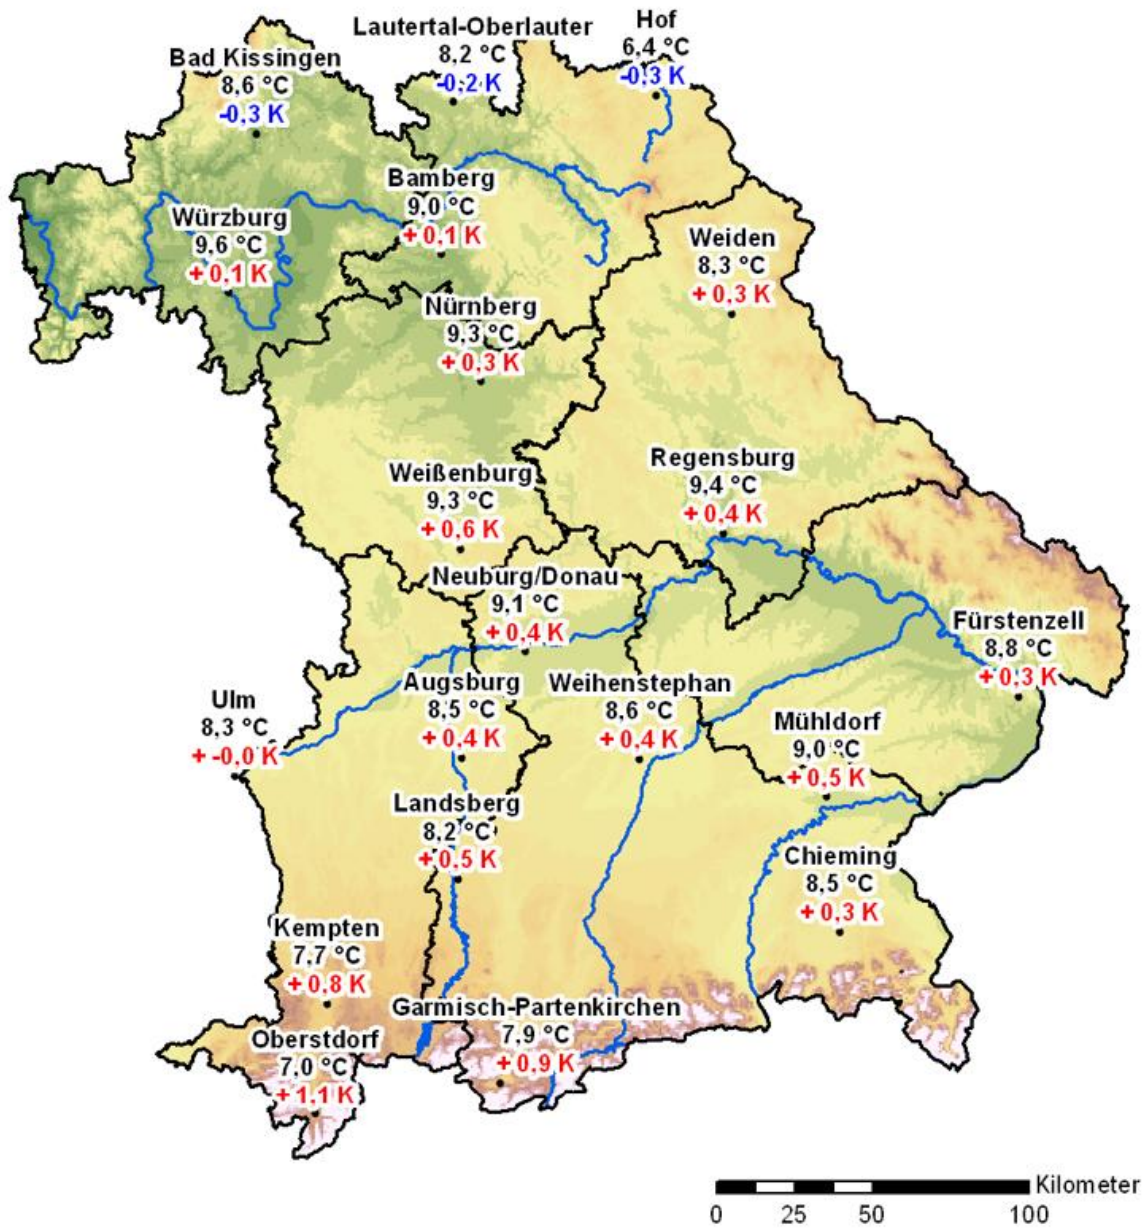 Hof
6,4 °C
-0,3 K
Lautertal-Oberlauter
8,2 °C
-0,2 K
Bad Kissingen
8,6 °C
-0,3 K
Bamberg
9,0 °C
+ 0,1 K
Würzburg
9,6 °C
+ 0,1 K
Weiden
8,3 °C
+ 0,3 K
Nürnberg
9,3 °C
+ 0,3 K
Weißenburg
9,3 °C
+ 0,6 K
Regensburg
9,4 °C
+ 0,4 K
Neuburg/Donau
9,1 °C
+ 0,4 K
Fürstenzell
8,8 °C
+ 0,3 K
Ulm
8,3 °C
+ -0,0 K
Augsburg
8,5 °C
+ 0,4 K
Weihenstephan
8,6 °C
+ 0,4 K
Mühldorf
9,0 °C
+ 0,5 K
Landsberg
8,2 °C
+ 0,5 K
Chieming
8,5 °C
+ 0,3 K
Kempten
7,7 °C
+ 0,8 K
Garmisch-Partenkirchen
7,9 °C
+ 0,9 K
Oberstdorf
7,0 °C
+ 1,1 K
Kilometer
0 25 50 100